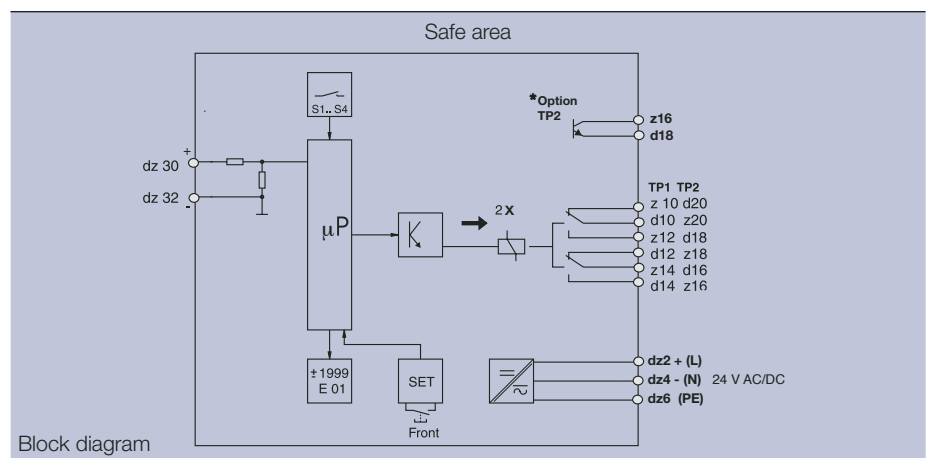 Safe area
S1.. S4
*Option
TP2
z16
d18
+
dz 30
dz 32
-
µP
2 X
TP1 TP2
z 10 d20
d10 z20
z12 d18
d12 z18
z14 d16
d14 z16
± 1999
E 01
SET
Front
dz2 + (L)
dz4 - (N) 24 V AC/DC
dz6 (PE)
Block diagram